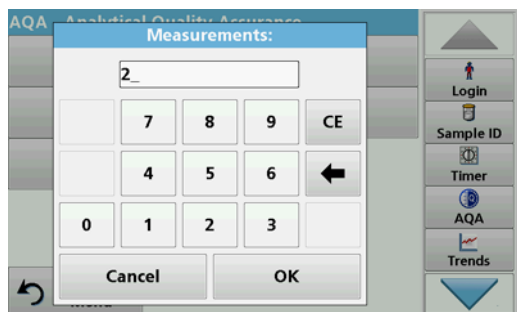 AQA - Analytical Quality Assurance
Measurements:
2_
7 8 9 CE
4 5 6
0 1 2 3
Cancel OK
Menu
Login
Sample ID
Timer
AQA
Trends